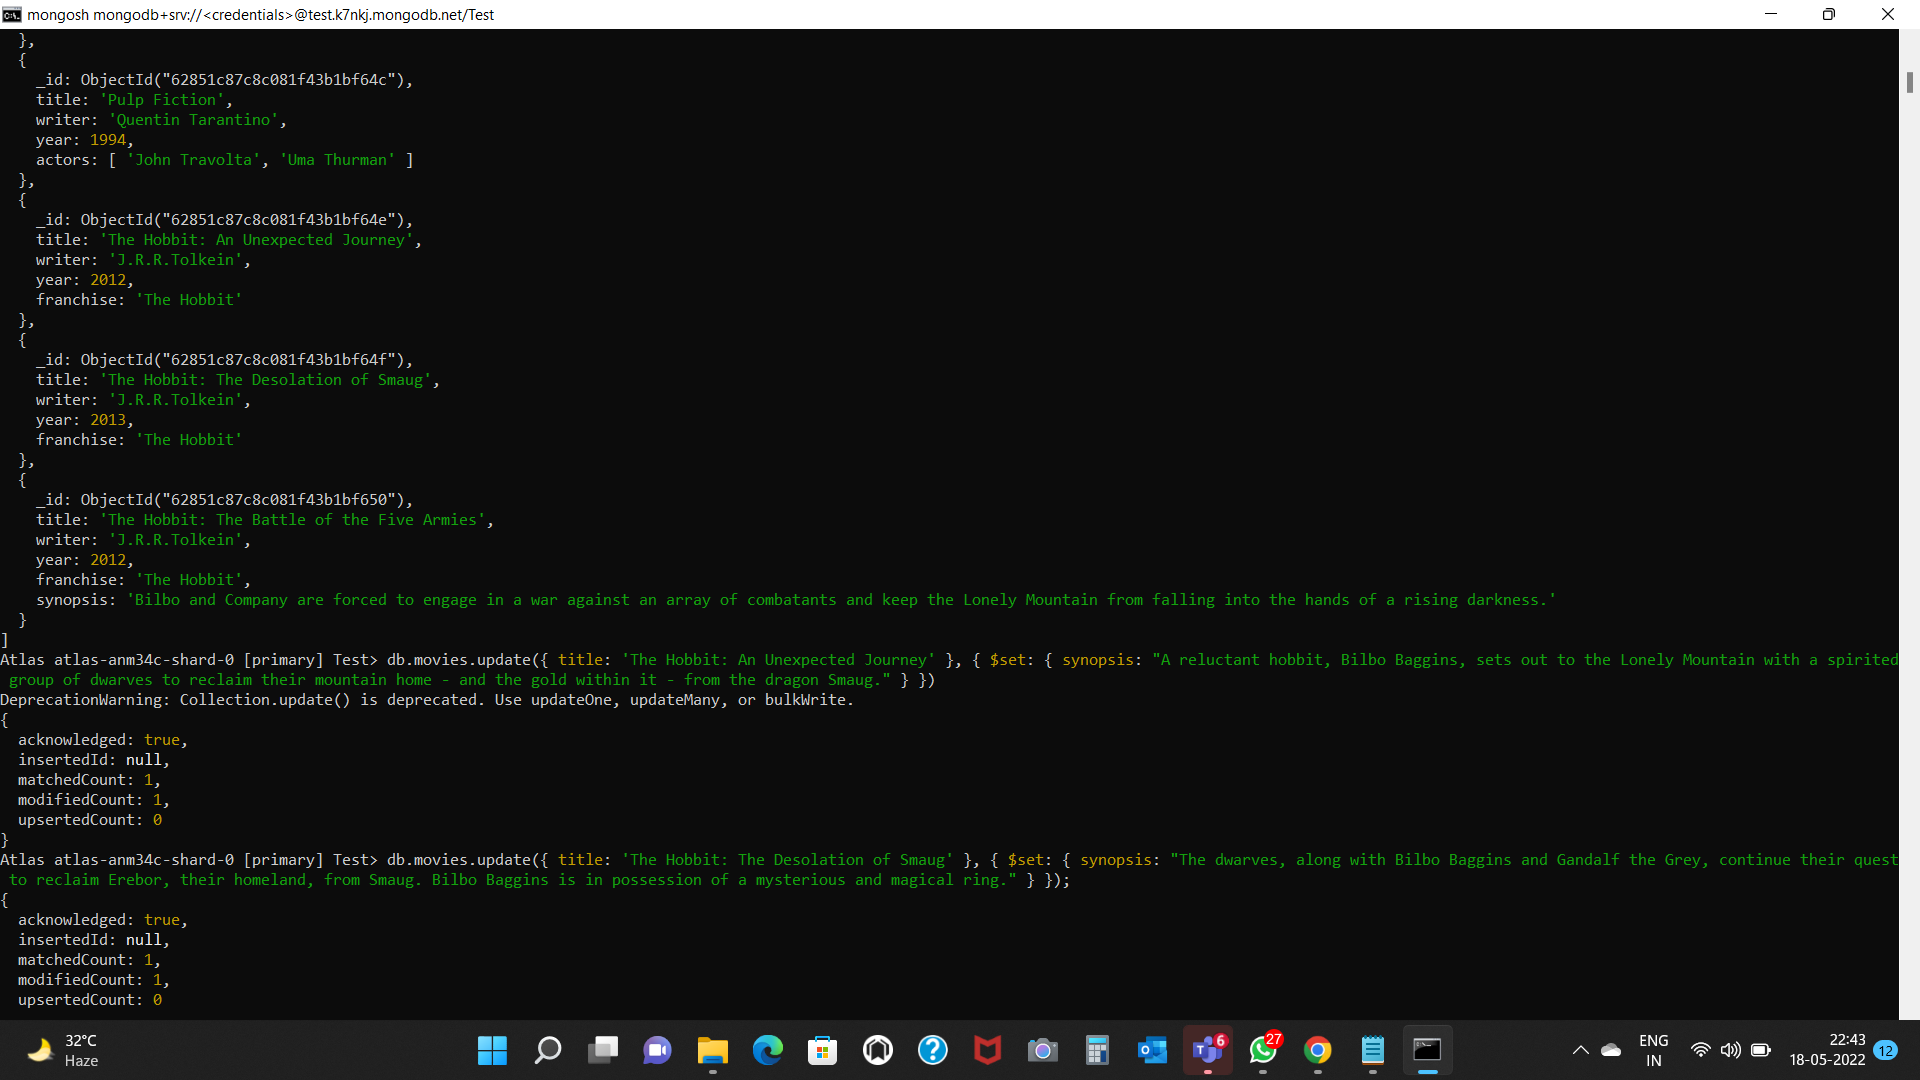 mongosh mongodb+srv://<credentials>@test.k7nkj.mongodb.net/Test
},
{
_id: ObjectId("62851c87c8c081f43b1bf64c"),
title: 'Pulp Fiction',
writer: 'Quentin Tarantino',
year: 1994,
actors: [ 'John Travolta', 'Uma Thurman' ]
},
{
_id: ObjectId("62851c87c8c081f43b1bf64e"),
title: 'The Hobbit: An Unexpected Journey',
writer: 'J.R.R.Tolkein',
year: 2012,
franchise: 'The Hobbit'
},
{
_id: ObjectId("62851c87c8c081f43b1bf64f"),
title: 'The Hobbit: The Desolation of Smaug',
writer: 'J.R.R.Tolkein',
year: 2013,
franchise: 'The Hobbit'
},
{
_id: ObjectId("62851c87c8c081f43b1bf650"),
title: 'The Hobbit: The Battle of the Five Armies',
writer: 'J.R.R.Tolkein',
year: 2012,
franchise: 'The Hobbit',
synopsis: 'Bilbo and Company are forced to engage in a war against an array of combatants and keep the Lonely Mountain from falling into the hands of a rising darkness.'
}
]
Atlas atlas-anm34c-shard-0 [primary] Test> db.movies.update({ title: 'The Hobbit: An Unexpected Journey' }, { $set: { synopsis: "A reluctant hobbit, Bilbo Baggins, sets out to the Lonely Mountain with a spirited
group of dwarves to reclaim their mountain home - and the gold within it - from the dragon Smaug." } })
DeprecationWarning: Collection.update() is deprecated. Use updateOne, updateMany, or bulkWrite.
{
acknowledged: true,
insertedId: null,
matchedCount: 1,
modifiedCount: 1,
upsertedCount: 0
}
Atlas atlas-anm34c-shard-0 [primary] Test> db.movies.update({ title: 'The Hobbit: The Desolation of Smaug' }, { $set: { synopsis: "The dwarves, along with Bilbo Baggins and Gandalf the Grey, continue their quest
to reclaim Erebor, their homeland, from Smaug. Bilbo Baggins is in possession of a mysterious and magical ring." } });
{
acknowledged: true,
insertedId: null,
matchedCount: 1,
modifiedCount: 1,
upsertedCount: 0
32°C
Haze
6
27
ENG
IN
22:43
18-05-2022
12